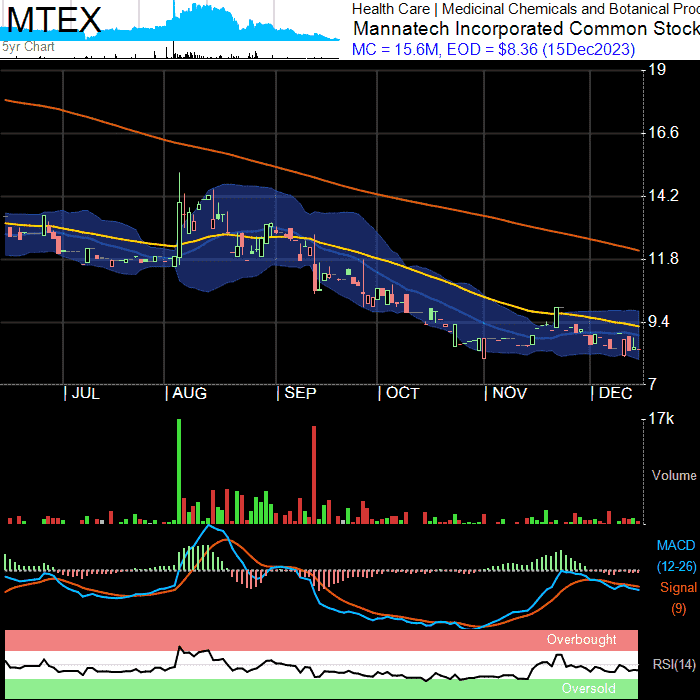 MTEX
5yr Chart
Health Care | Medicinal Chemicals and Botanical Proc
Mannatech Incorporated Common Stock
MC = 15.6M, EOD = $8.36 (15Dec2023)
19
16.6
14.2
11.8
9.4
7
| JUL | AUG | SEP | OCT | NOV | DEC
17k
Volume
MACD
(12-26)
Signal
(9)
Overbought
RSI(14)
Oversold